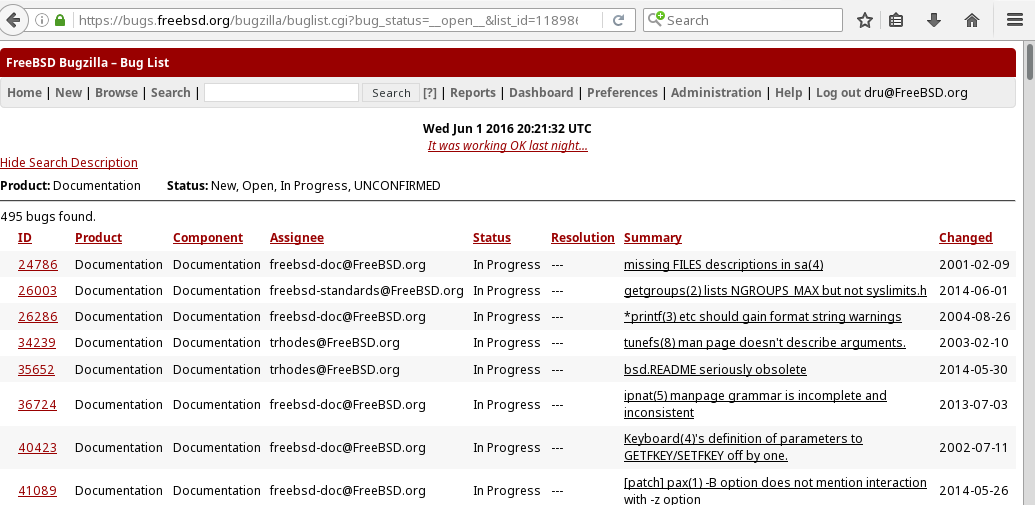 https://bugs.freebsd.org/bugzilla/buglist.cgi?bug_status=__open__&list_id=118986 Search
FreeBSD Bugzilla – Bug List
Home | New | Browse | Search | Search [?] | Reports | Dashboard | Preferences | Administration | Help | Log out dru@FreeBSD.org
Wed Jun 1 2016 20:21:32 UTC
It was working OK last night...
Hide Search Description
Product: Documentation Status: New, Open, In Progress, UNCONFIRMED
495 bugs found.
ID Product Component Assignee Status Resolution Summary Changed
24786 Documentation Documentation freebsd-doc@FreeBSD.org In Progress --- missing FILES descriptions in sa(4) 2001-02-09
26003 Documentation Documentation freebsd-standards@FreeBSD.org In Progress --- getgroups(2) lists NGROUPS_MAX but not syslimits.h 2014-06-01
26286 Documentation Documentation freebsd-doc@FreeBSD.org In Progress --- *printf(3) etc should gain format string warnings 2004-08-26
34239 Documentation Documentation trhodes@FreeBSD.org In Progress --- tunefs(8) man page doesn't describe arguments. 2003-02-10
35652 Documentation Documentation trhodes@FreeBSD.org In Progress --- bsd.README seriously obsolete 2014-05-30
36724 Documentation Documentation freebsd-doc@FreeBSD.org In Progress --- ipnat(5) manpage grammar is incomplete and
inconsistent 2013-07-03
40423 Documentation Documentation freebsd-doc@FreeBSD.org In Progress --- Keyboard(4)'s definition of parameters to
GETFKEY/SETFKEY off by one. 2002-07-11
41089 Documentation Documentation freebsd-doc@FreeBSD.org In Progress --- [patch] pax(1) -B option does not mention interaction
with -z option 2014-05-26